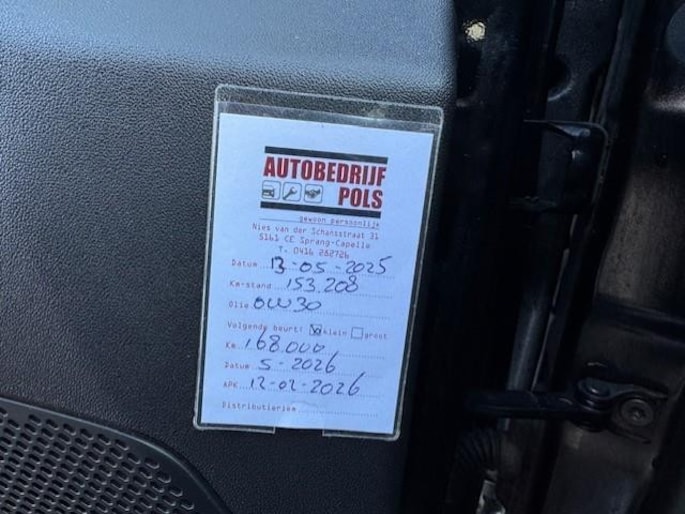 AUTOBEDRIJF
POLS
gewoon persoonlijk
Nies van der Schansstraat 31
5161 CE Sprang-Capelle
T. 0416 282726
Datum 13-05-2025
Km-stand 153.208
Olie 0W30
Volgende beurt: klein groot
Km 168.000
Datum 5-2026
APK 12-02-2026
Distributieriem